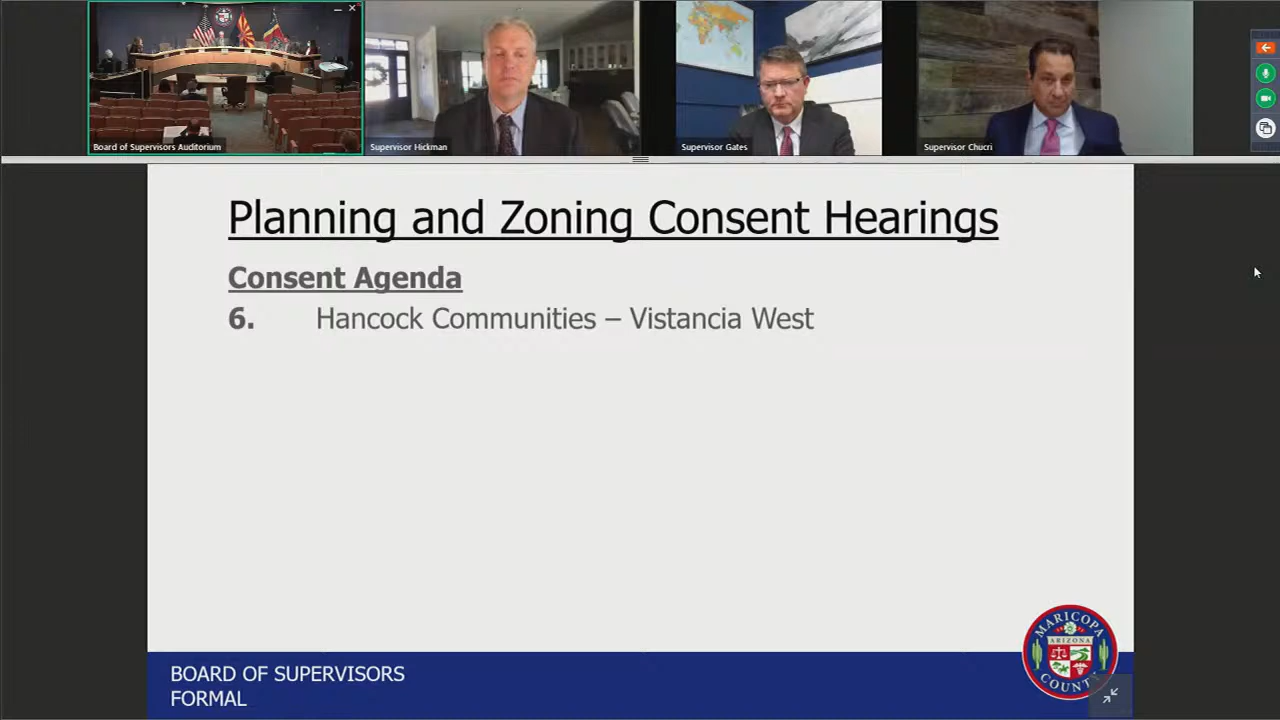 Board of Supervisors Auditorium
Supervisor Hickman
Supervisor Gates
Supervisor Chucri
Planning and Zoning Consent Hearings
Consent Agenda
6. Hancock Communities – Vistancia West
BOARD OF SUPERVISORS
FORMAL
MARICOPA
ARIZONA
COUNTY